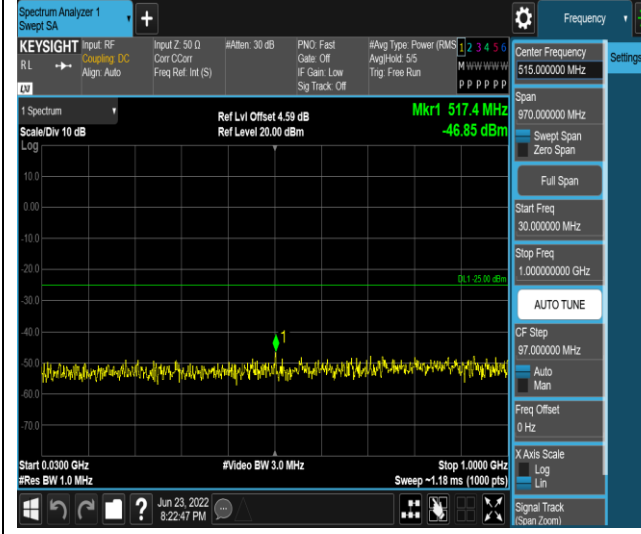 Spectrum Analyzer 1
Swept SA
Frequency
KEYSIGHT
RL
LXI
Input: RF
Coupling: DC
Align: Auto
Input Z: 50 Ω
Corr CCorr
Freq Ref: Int (S)
#Atten: 30 dB
PNO: Fast
Gate: Off
IF Gain: Low
Sig Track: Off
#Avg Type: Power (RMS
Avg|Hold: 5/5
Trig: Free Run
1 2 3 4 5 6
M W W W W W
P P P P P P
Center Frequency
515.000000 MHz
Settings
Span
970.000000 MHz
Swept Span
Zero Span
Full Span
Start Freq
30.000000 MHz
Stop Freq
1.000000000 GHz
AUTO TUNE
CF Step
97.000000 MHz
Auto
Man
Freq Offset
0 Hz
X Axis Scale
Log
Lin
Signal Track
(Span Zoom)
1 Spectrum
Scale/Div 10 dB
Ref Lvl Offset 4.59 dB
Ref Level 20.00 dBm
Mkr1 517.4 MHz
-46.85 dBm
Log
10.0
0.00
-10.0
-20.0
DL1 -25.00 dBm
-30.0
-40.0
1
-50.0
-60.0
-70.0
Start 0.0300 GHz
#Res BW 1.0 MHz
#Video BW 3.0 MHz
Stop 1.0000 GHz
Sweep ~1.18 ms (1000 pts)
Jun 23, 2022
8:22:47 PM